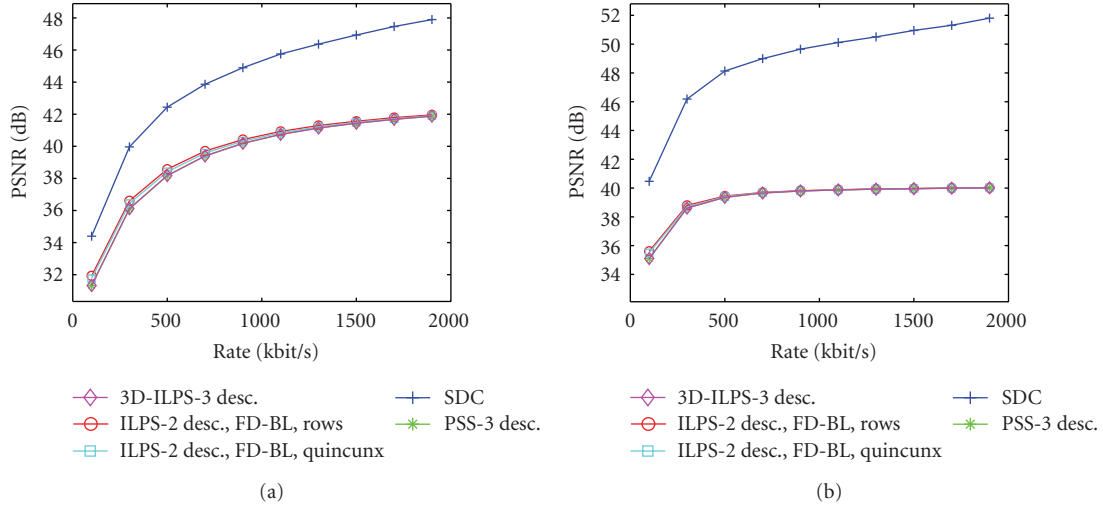 48
46
44
42
40
38
36
34
32
PSNR (dB)
0 500 1000 1500 2000
Rate (kbit/s)
3D-ILPS-3 desc.
ILPS-2 desc., FD-BL, rows
ILPS-2 desc., FD-BL, quincunx
SDC
PSS-3 desc.
(a)
52
50
48
46
44
42
40
38
36
34
PSNR (dB)
0 500 1000 1500 2000
Rate (kbit/s)
3D-ILPS-3 desc.
ILPS-2 desc., FD-BL, rows
ILPS-2 desc., FD-BL, quincunx
SDC
PSS-3 desc.
(b)